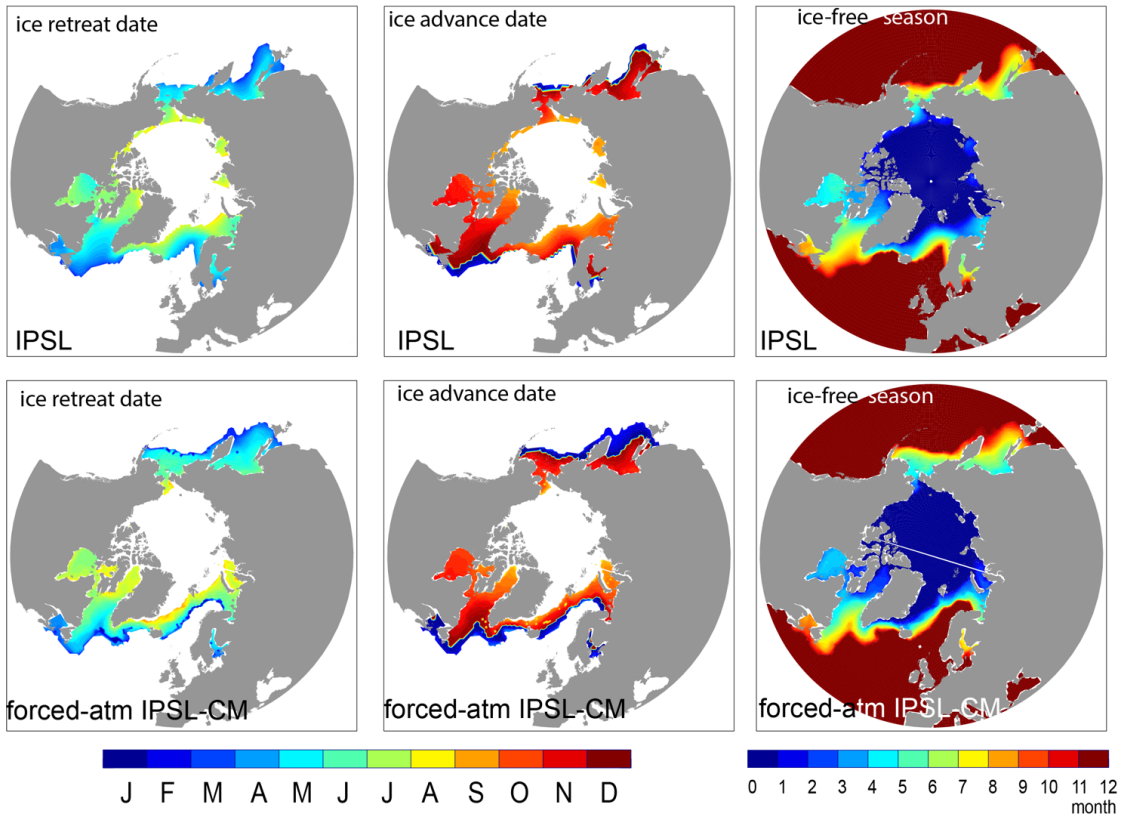 ice retreat date
ice advance date
ice-free season
IPSL
IPSL
IPSL
ice retreat date
ice advance date
ice-free season
forced-atm IPSL-CM
forced-atm IPSL-CM
forced-atm IPSL-CM
J F M A M J J A S O N D
0 1 2 3 4 5 6 7 8 9 10 11 12
month